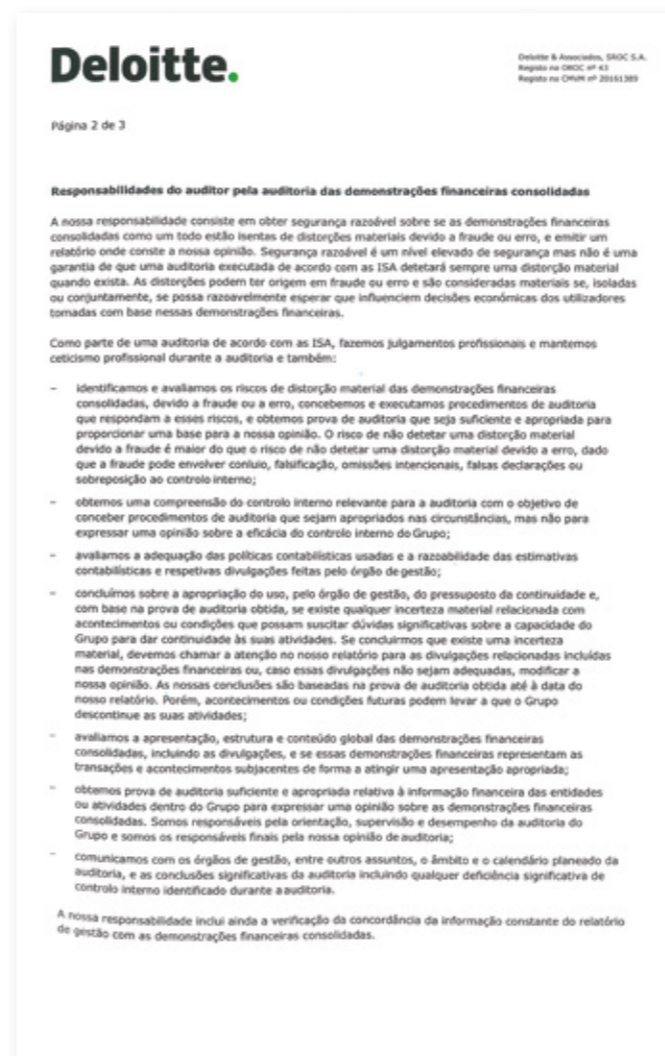 Deloitte.
Deloitte & Associados, SROC S.A.
Registo na OROC nº 43
Registo na CMVM nº 20161389
Página 2 de 3
Responsabilidades do auditor pela auditoria das demonstrações financeiras consolidadas
A nossa responsabilidade consiste em obter segurança razoável sobre se as demonstrações financeiras
consolidadas como um todo estão isentas de distorções materiais devido a fraude ou erro, e emitir um
relatório onde conste a nossa opinião. Segurança razoável é um nível elevado de segurança mas não é uma
garantia de que uma auditoria executada de acordo com as ISA detetará sempre uma distorção material
quando exista. As distorções podem ter origem em fraude ou erro e são consideradas materiais se, isoladas
ou conjuntamente, se possa razoavelmente esperar que influenciem decisões económicas dos utilizadores
tomadas com base nessas demonstrações financeiras.
Como parte de uma auditoria de acordo com as ISA, fazemos julgamentos profissionais e mantemos
ceticismo profissional durante a auditoria e também:
– identificamos e avaliamos os riscos de distorção material das demonstrações financeiras
consolidadas, devido a fraude ou a erro, concebemos e executamos procedimentos de auditoria
que respondam a esses riscos, e obtemos prova de auditoria que seja suficiente e apropriada para
proporcionar uma base para a nossa opinião. O risco de não detetar uma distorção material
devido a fraude é maior do que o risco de não detetar uma distorção material devido a erro, dado
que a fraude pode envolver conluio, falsificação, omissões intencionais, falsas declarações ou
sobreposição ao controlo interno;
– obtemos uma compreensão do controlo interno relevante para a auditoria com o objetivo de
conceber procedimentos de auditoria que sejam apropriados nas circunstâncias, mas não para
expressar uma opinião sobre a eficácia do controlo interno do Grupo;
– avaliamos a adequação das políticas contabilísticas usadas e a razoabilidade das estimativas
contabilísticas e respetivas divulgações feitas pelo órgão de gestão;
– concluímos sobre a apropriação do uso, pelo órgão de gestão, do pressuposto da continuidade e,
com base na prova de auditoria obtida, se existe qualquer incerteza material relacionada com
acontecimentos ou condições que possam suscitar dúvidas significativas sobre a capacidade do
Grupo para dar continuidade às suas atividades. Se concluirmos que existe uma incerteza
material, devemos chamar a atenção no nosso relatório para as divulgações relacionadas incluídas
nas demonstrações financeiras ou, caso essas divulgações não sejam adequadas, modificar a
nossa opinião. As nossas conclusões são baseadas na prova de auditoria obtida até à data do
nosso relatório. Porém, acontecimentos ou condições futuras podem levar a que o Grupo
descontinue as suas atividades;
– avaliamos a apresentação, estrutura e conteúdo global das demonstrações financeiras
consolidadas, incluindo as divulgações, e se essas demonstrações financeiras representam as
transações e acontecimentos subjacentes de forma a atingir uma apresentação apropriada;
– obtemos prova de auditoria suficiente e apropriada relativa à informação financeira das entidades
ou atividades dentro do Grupo para expressar uma opinião sobre as demonstrações financeiras
consolidadas. Somos responsáveis pela orientação, supervisão e desempenho da auditoria do
Grupo e somos os responsáveis finais pela nossa opinião de auditoria;
– comunicamos com os órgãos de gestão, entre outros assuntos, o âmbito e o calendário planeado da
auditoria, e as conclusões significativas da auditoria incluindo qualquer deficiência significativa de
controlo interno identificado durante a auditoria.
A nossa responsabilidade inclui ainda a verificação da concordância da informação constante do relatório
de gestão com as demonstrações financeiras consolidadas.